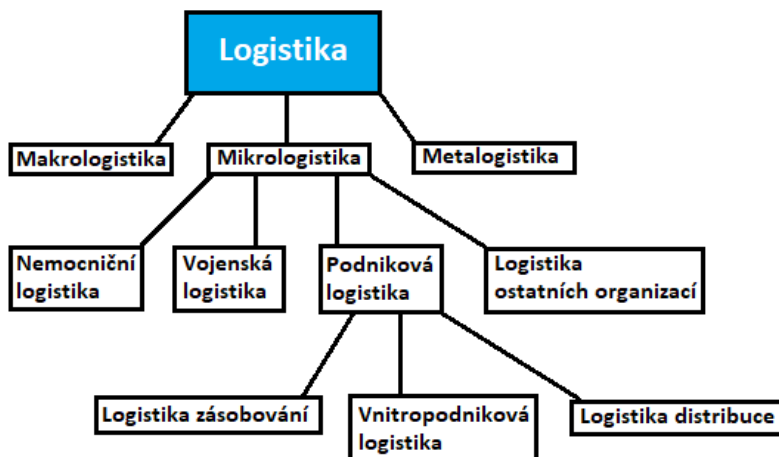 Logistika
Makrologistika
Mikrologistika
Metalogistika
Nemocniční
logistika
Vojenská
logistika
Podniková
logistika
Logistika
ostatních organizací
Logistika zásobování
Vnitropodniková
logistika
Logistika distribuce